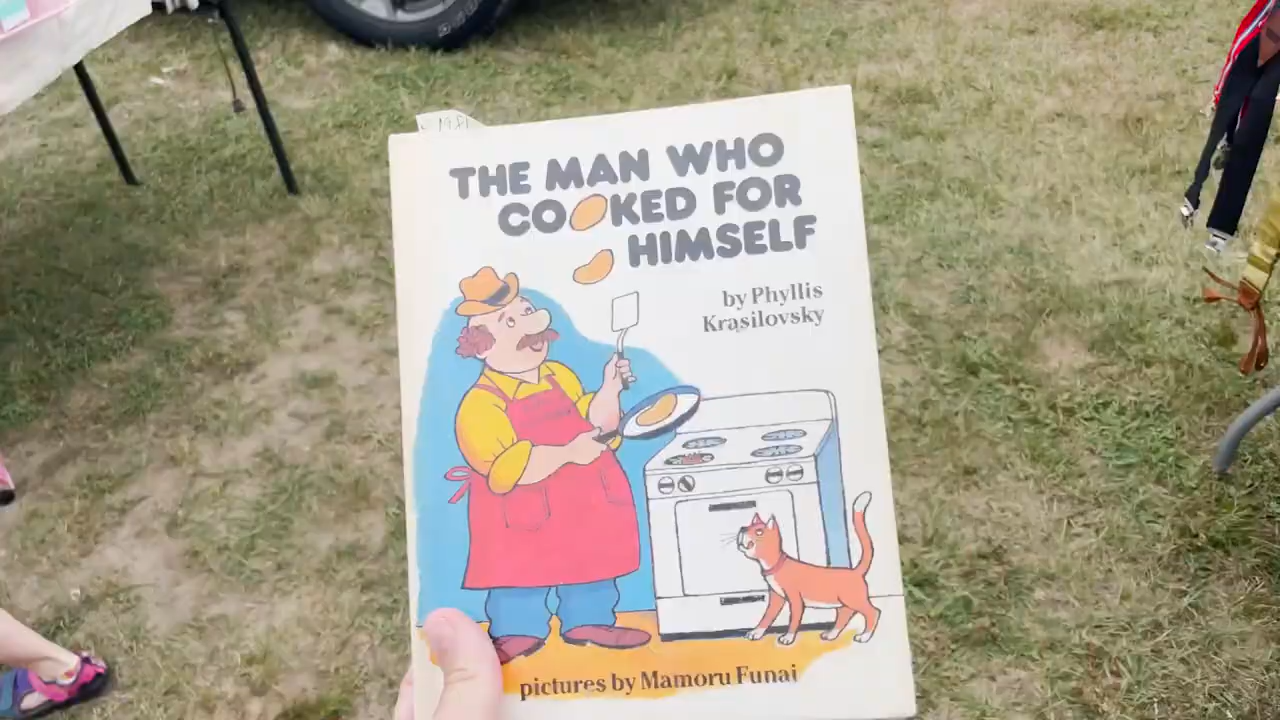 THE MAN WHO
COOKED FOR
HIMSELF
by Phyllis
Krasilovsky
pictures by Mamoru Funai